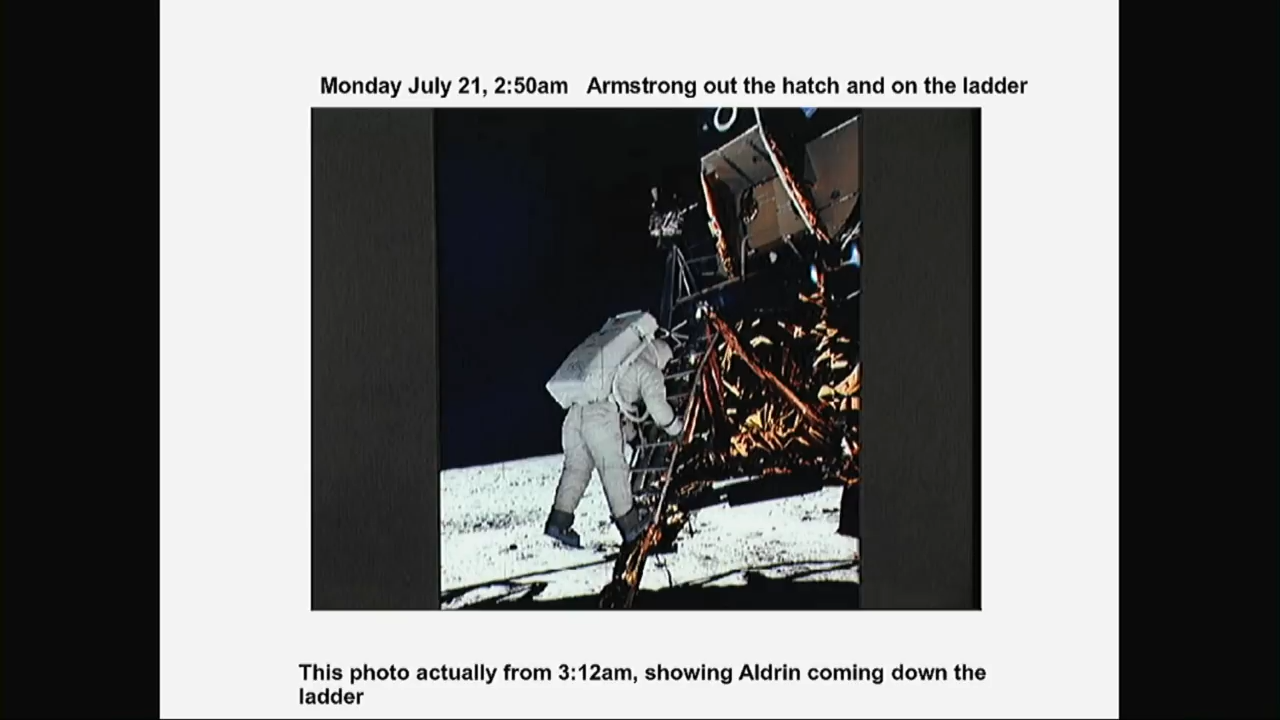 Monday July 21, 2:50am Armstrong out the hatch and on the ladder
This photo actually from 3:12am, showing Aldrin coming down the
ladder